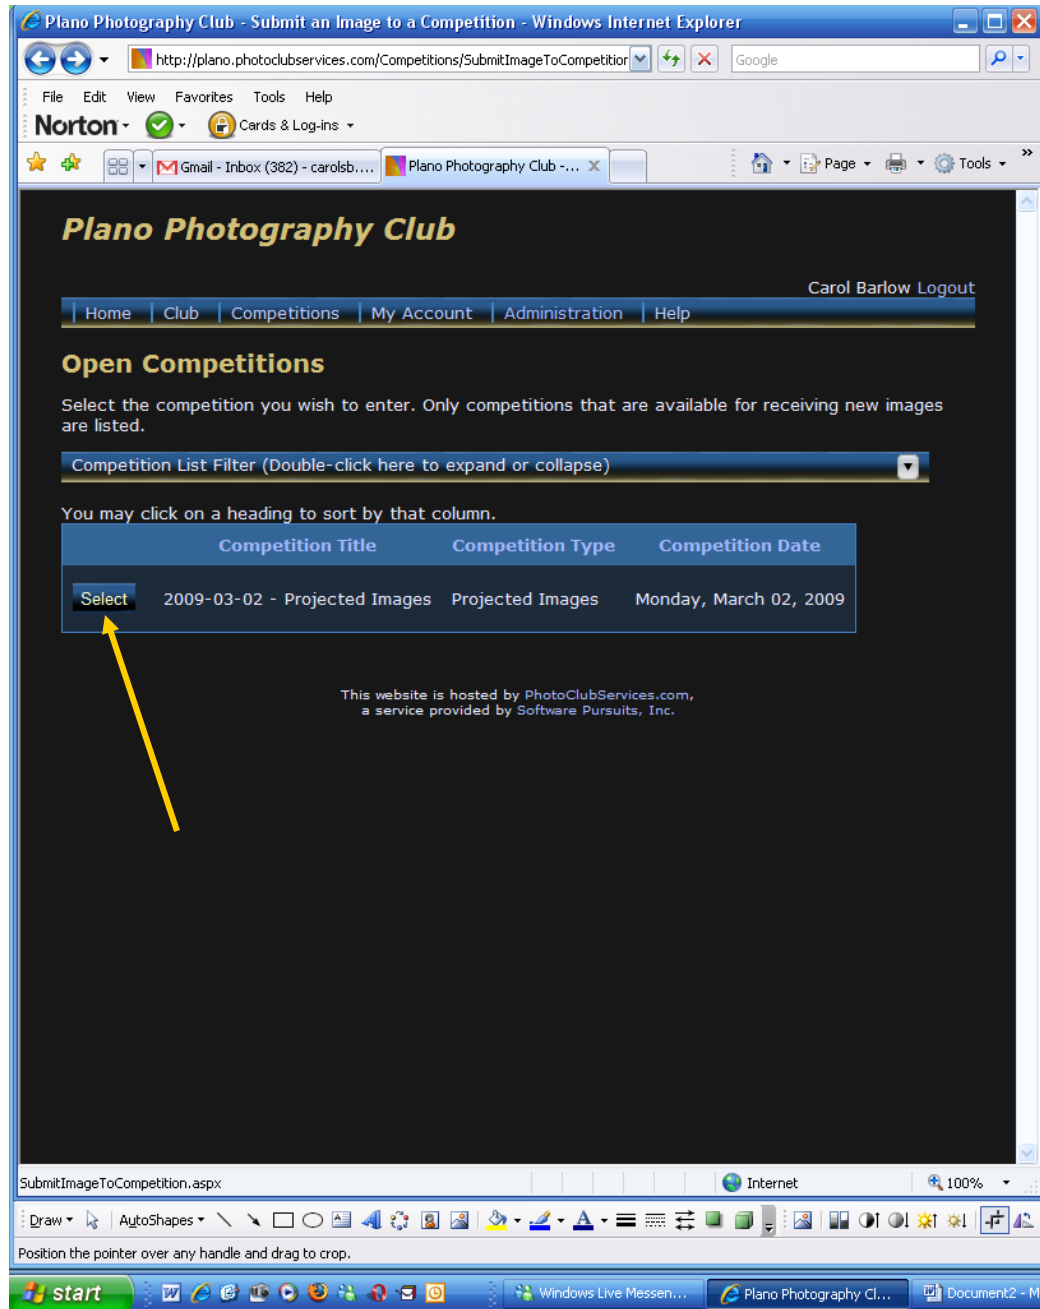 Plano Photography Club - Submit an Image to a Competition - Windows Internet Explorer
http://plano.photoclubservices.com/Competitions/SubmitImageToCompetition
Google
File Edit View Favorites Tools Help
Norton Cards & Log-ins
Gmail - Inbox (382) - carolsb.... Plano Photography Club -... X Page Tools »
Plano Photography Club
Carol Barlow Logout
Home Club Competitions My Account Administration Help
Open Competitions
Select the competition you wish to enter. Only competitions that are available for receiving new images
are listed.
Competition List Filter (Double-click here to expand or collapse)
You may click on a heading to sort by that column.
Competition Title Competition Type Competition Date
Select 2009-03-02 - Projected Images Projected Images Monday, March 02, 2009
This website is hosted by PhotoClubServices.com,
a service provided by Software Pursuits, Inc.
SubmitImageToCompetition.aspx Internet 100%
Draw AutoShapes
Position the pointer over any handle and drag to crop.
start Windows Live Messen... Plano Photography Cl... Document2 - M